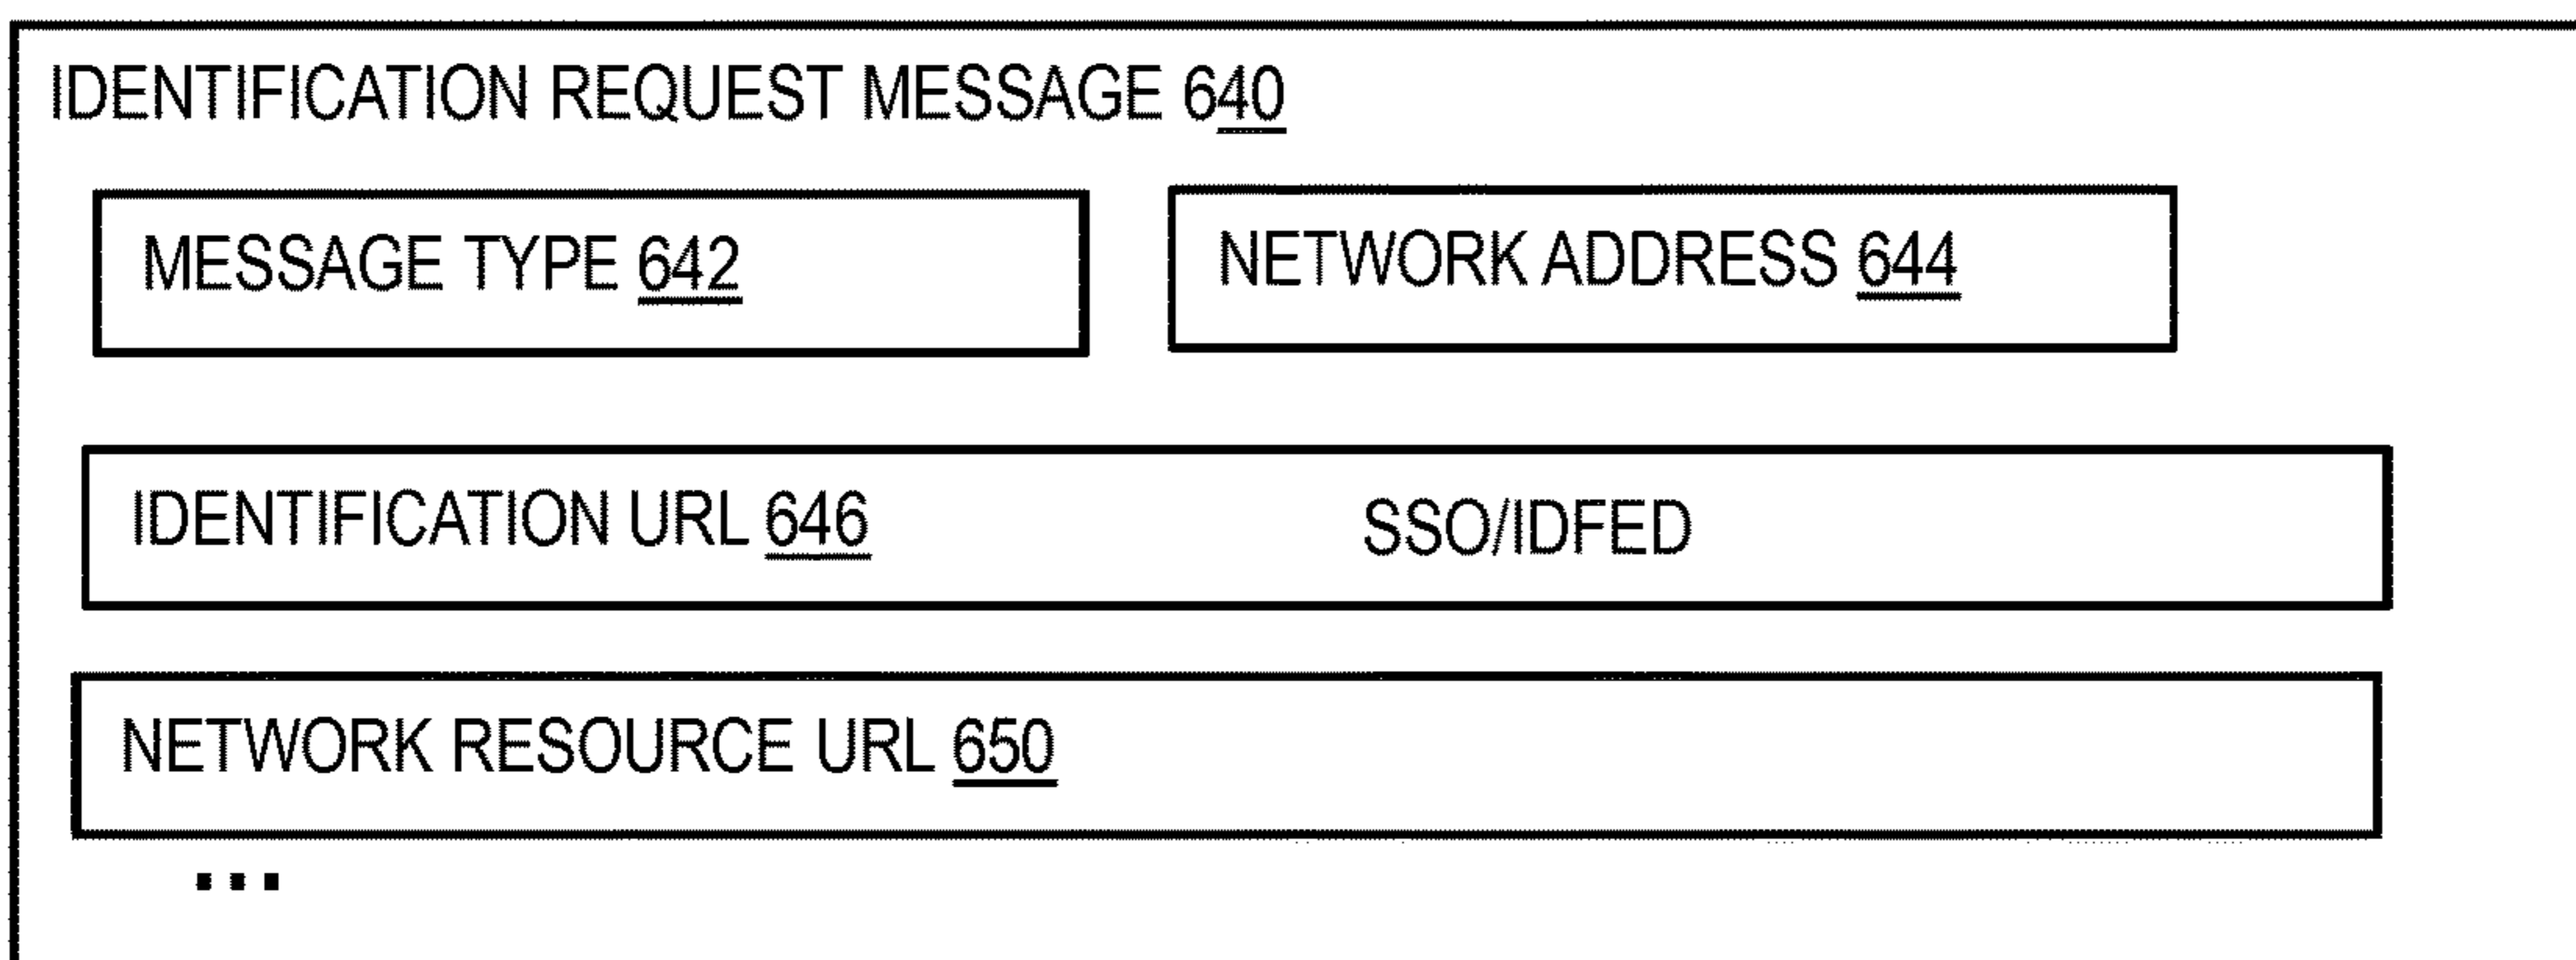 IDENTIFICATION REQUEST MESSAGE 640
MESSAGE TYPE 642
NETWORK ADDRESS 644
IDENTIFICATION URL 646 SSO/IDFED
NETWORK RESOURCE URL 650
...